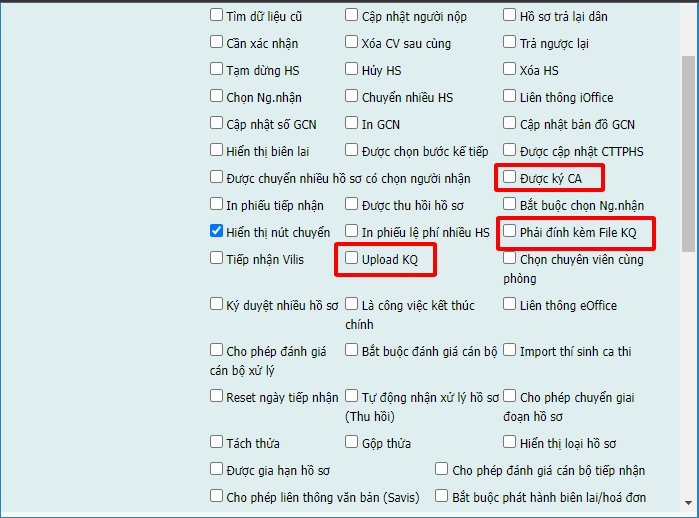 Tìm dữ liệu cũ Cập nhật người nộp Hồ sơ trả lại dân
Cần xác nhận Xóa CV sau cùng Trả ngược lại
Tạm dừng HS Hủy HS Xóa HS
Chọn Ng.nhận Chuyển nhiều HS Liên thông iOffice
Cập nhật số GCN In GCN Cập nhật bản đồ GCN
Hiển thị biên lai Được chọn bước kế tiếp Được cập nhật CTTPHS
Được chuyển nhiều hồ sơ có chọn người nhận Được ký CA
In phiếu tiếp nhận Được thu hồi hồ sơ Bắt buộc chọn Ng.nhận
Hiển thị nút chuyển In phiếu lệ phí nhiều HS Phải đính kèm File KQ
Tiếp nhận Vilis Upload KQ Chọn chuyên viên cùng
phòng
Ký duyệt nhiều hồ sơ Là công việc kết thúc Liên thông eOffice
chính
Cho phép đánh giá Bắt buộc đánh giá cán bộ Import thí sinh ca thi
cán bộ xử lý
Reset ngày tiếp nhận Tự động nhận xử lý hồ sơ Cho phép chuyển giai
(Thu hồi) đoạn hồ sơ
Tách thửa Gộp thửa Hiển thị loại hồ sơ
Được gia hạn hồ sơ Cho phép đánh giá cán bộ tiếp nhận
Cho phép liên thông văn bản (Savis) Bắt buộc phát hành biên lai/hoá đơn